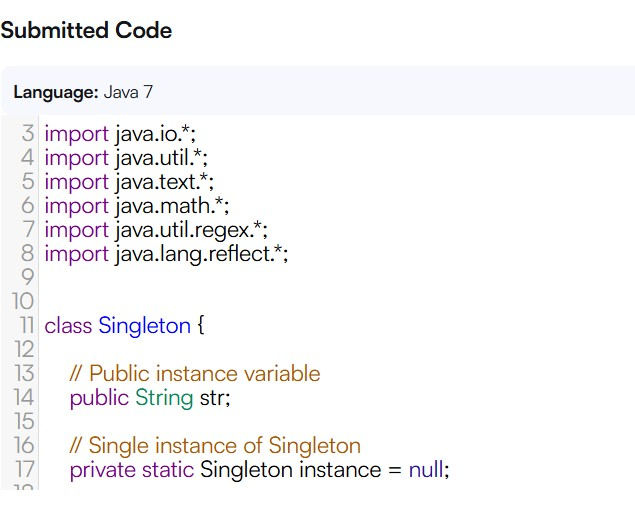 Submitted Code
Language: Java 7
3 import java.io.*;
4 import java.util.*;
5 import java.text.*;
6 import java.math.*;
7 import java.util.regex.*;
8 import java.lang.reflect.*;
9
10
11 class Singleton {
12
13 // Public instance variable
14 public String str;
15
16 // Single instance of Singleton
17 private static Singleton instance = null;